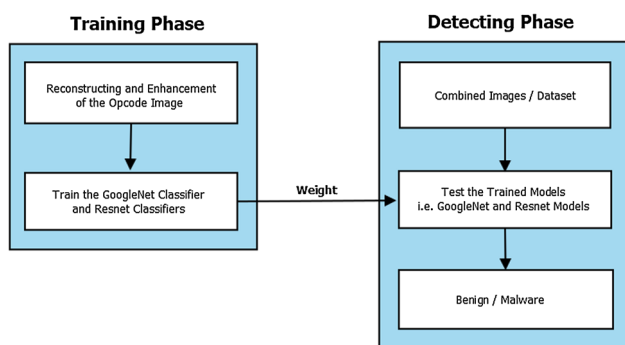 Training Phase
Reconstructing and Enhancement
of the Opcode Image
Train the GoogleNet Classifier
and Resnet Classifiers
Weight
Detecting Phase
Combined Images / Dataset
Test the Trained Models
i.e. GoogleNet and Resnet Models
Benign / Malware